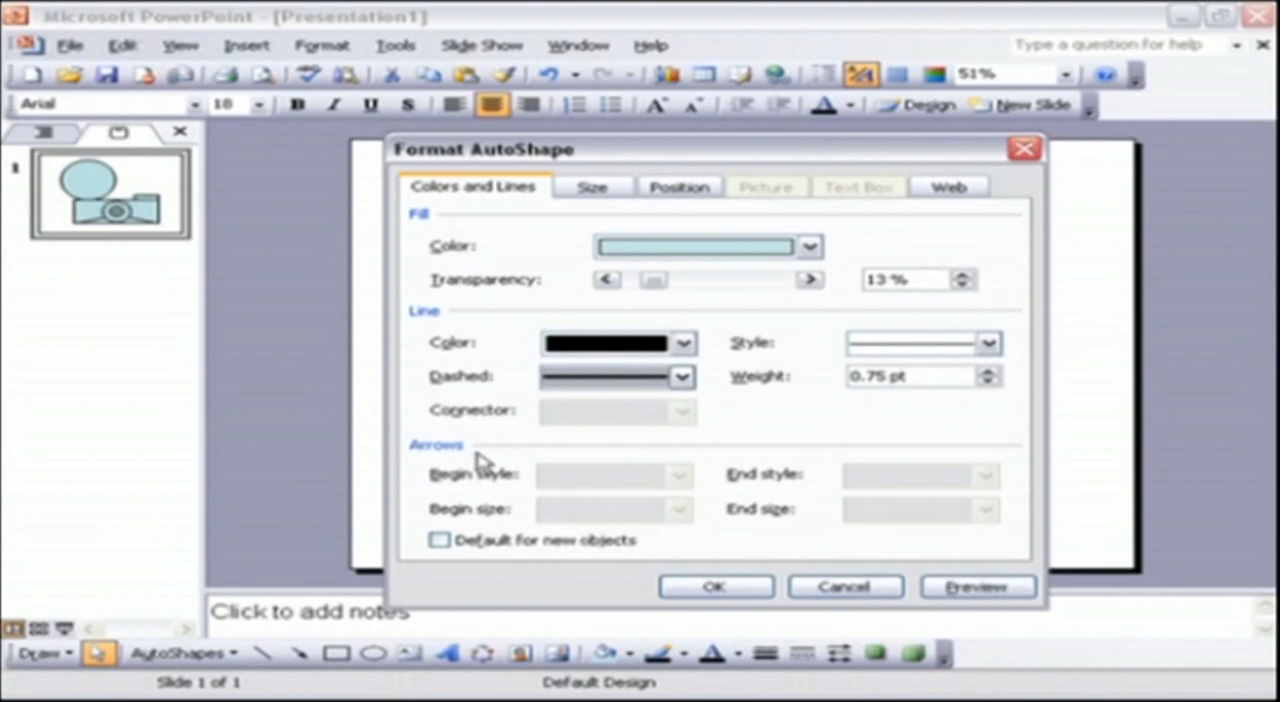 Microsoft PowerPoint - [Presentation1]
File Edit View Insert Format Tools Slide Show Window Help Type a question for help
51%
Arial 18 B I U S A A A Design New Slide
1
Format AutoShape
Colors and Lines Size Position Picture Text Box Web
Fill
Color:
Transparency: 13 %
Line
Color: Style:
Dashed: Weight: 0.75 pt
Connector:
Arrows
Begin style: End style:
Begin size: End size:
Default for new objects
OK Cancel Preview
Click to add notes
Draw AutoShapes A
Slide 1 of 1 Default Design